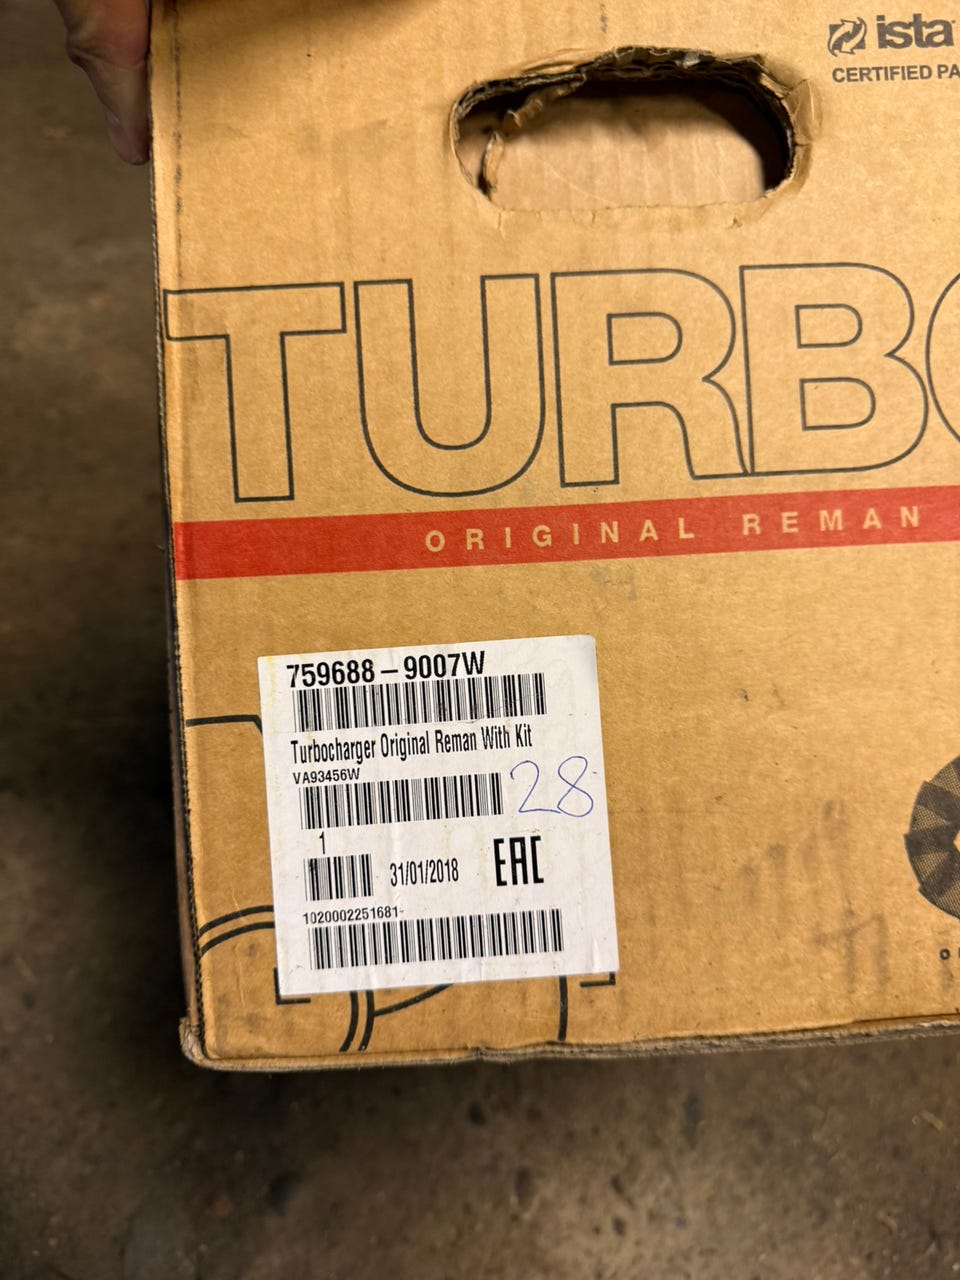 ista
CERTIFIED PA
TURBO
ORIGINAL REMAN
759688-9007W
Turbocharger Original Reman With Kit
VA93456W
28
1
31/01/2018
EAC
1020002251681-